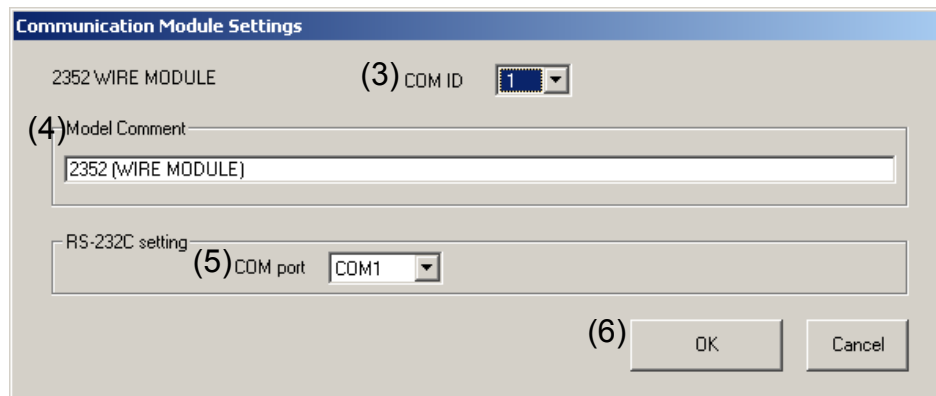 Communication Module Settings
2352 WIRE MODULE (3) COM ID 1
(4) Model Comment
2352 (WIRE MODULE)
RS-232C setting
(5) COM port COM1
(6) OK Cancel